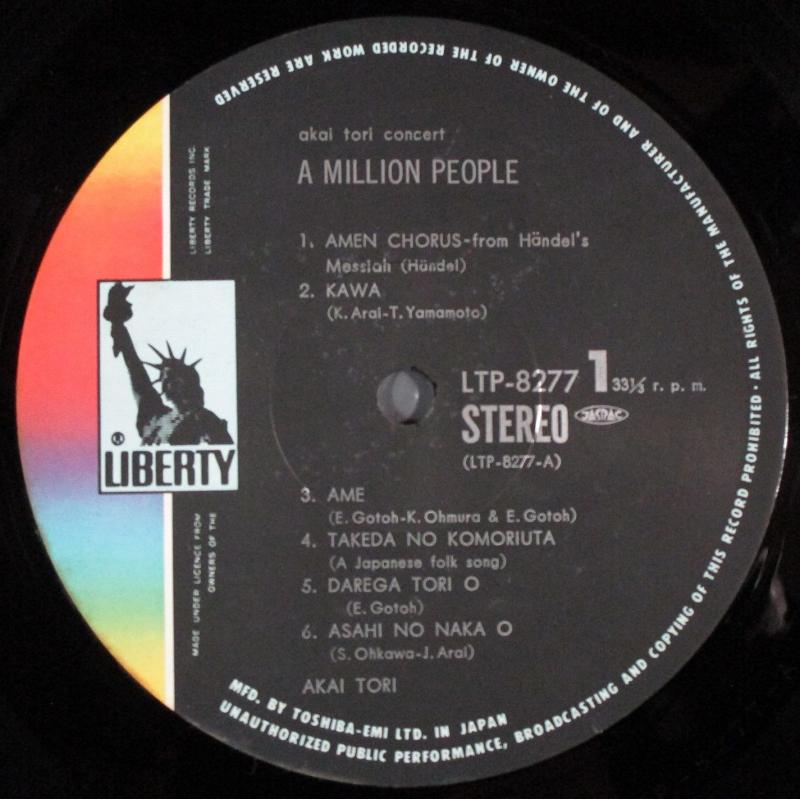 akai tori concert
A MILLION PEOPLE
1. AMEN CHORUS-from Händel's
Messiah (Händel)
2. KAWA
(K. Arai-T. Yamamoto)
LTP-8277 1 33⅓ r. p. m.
STEREO JASRAC
(LTP-8277-A)
3. AME
(E. Gotoh-K. Ohmura & E. Gotoh)
4. TAKEDA NO KOMORIUTA
(A Japanese folk song)
5. DAREGA TORI O
(E. Gotoh)
6. ASAHI NO NAKA O
(S. Ohkawa-J. Arai)
AKAI TORI
LIBERTY RECORDS INC.
LIBERTY TRADE MARK
®
LIBERTY
MADE UNDER LICENCE FROM
OWNERS OF THE
MFD. BY TOSHIBA-EMI LTD. IN JAPAN
UNAUTHORIZED PUBLIC PERFORMANCE, BROADCASTING AND COPYING OF THIS RECORD PROHIBITED · ALL RIGHTS OF THE MANUFACTURER AND OF THE OWNER OF THE RECORDED WORK ARE RESERVED